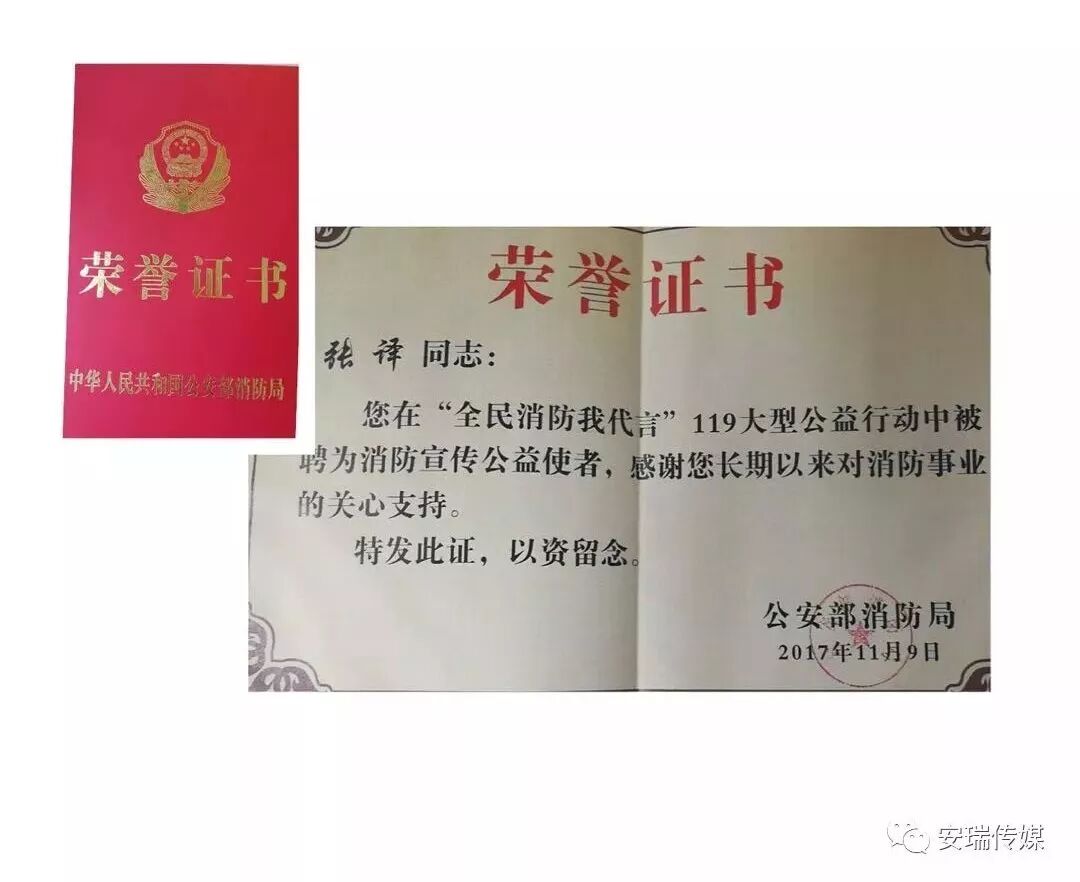 荣誉证书
中华人民共和国公安部消防局
荣誉证书
张 译 同志：
您在“全民消防我代言”119大型公益行动中被
聘为消防宣传公益使者，感谢您长期以来对消防事业
的关心支持。
特发此证，以资留念。
公安部消防局
2017年11月9日
安瑞传媒